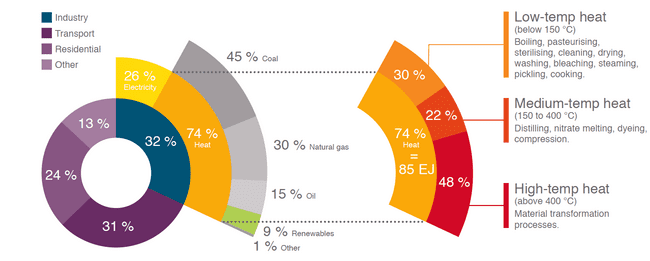 Industry
Transport
Residential
Other
26 %
Electricity
32 %
74 %
Heat
13 %
24 %
31 %
45 % Coal
30 % Natural gas
15 % Oil
9 % Renewables
1 % Other
30 %
22 %
48 %
74 %
Heat
=
85 EJ
Low-temp heat
(below 150 °C)
Boiling, pasteurising,
sterilising, cleaning, drying,
washing, bleaching, steaming,
pickling, cooking.
Medium-temp heat
(150 to 400 °C)
Distilling, nitrate melting, dyeing,
compression.
High-temp heat
(above 400 °C)
Material transformation
processes.